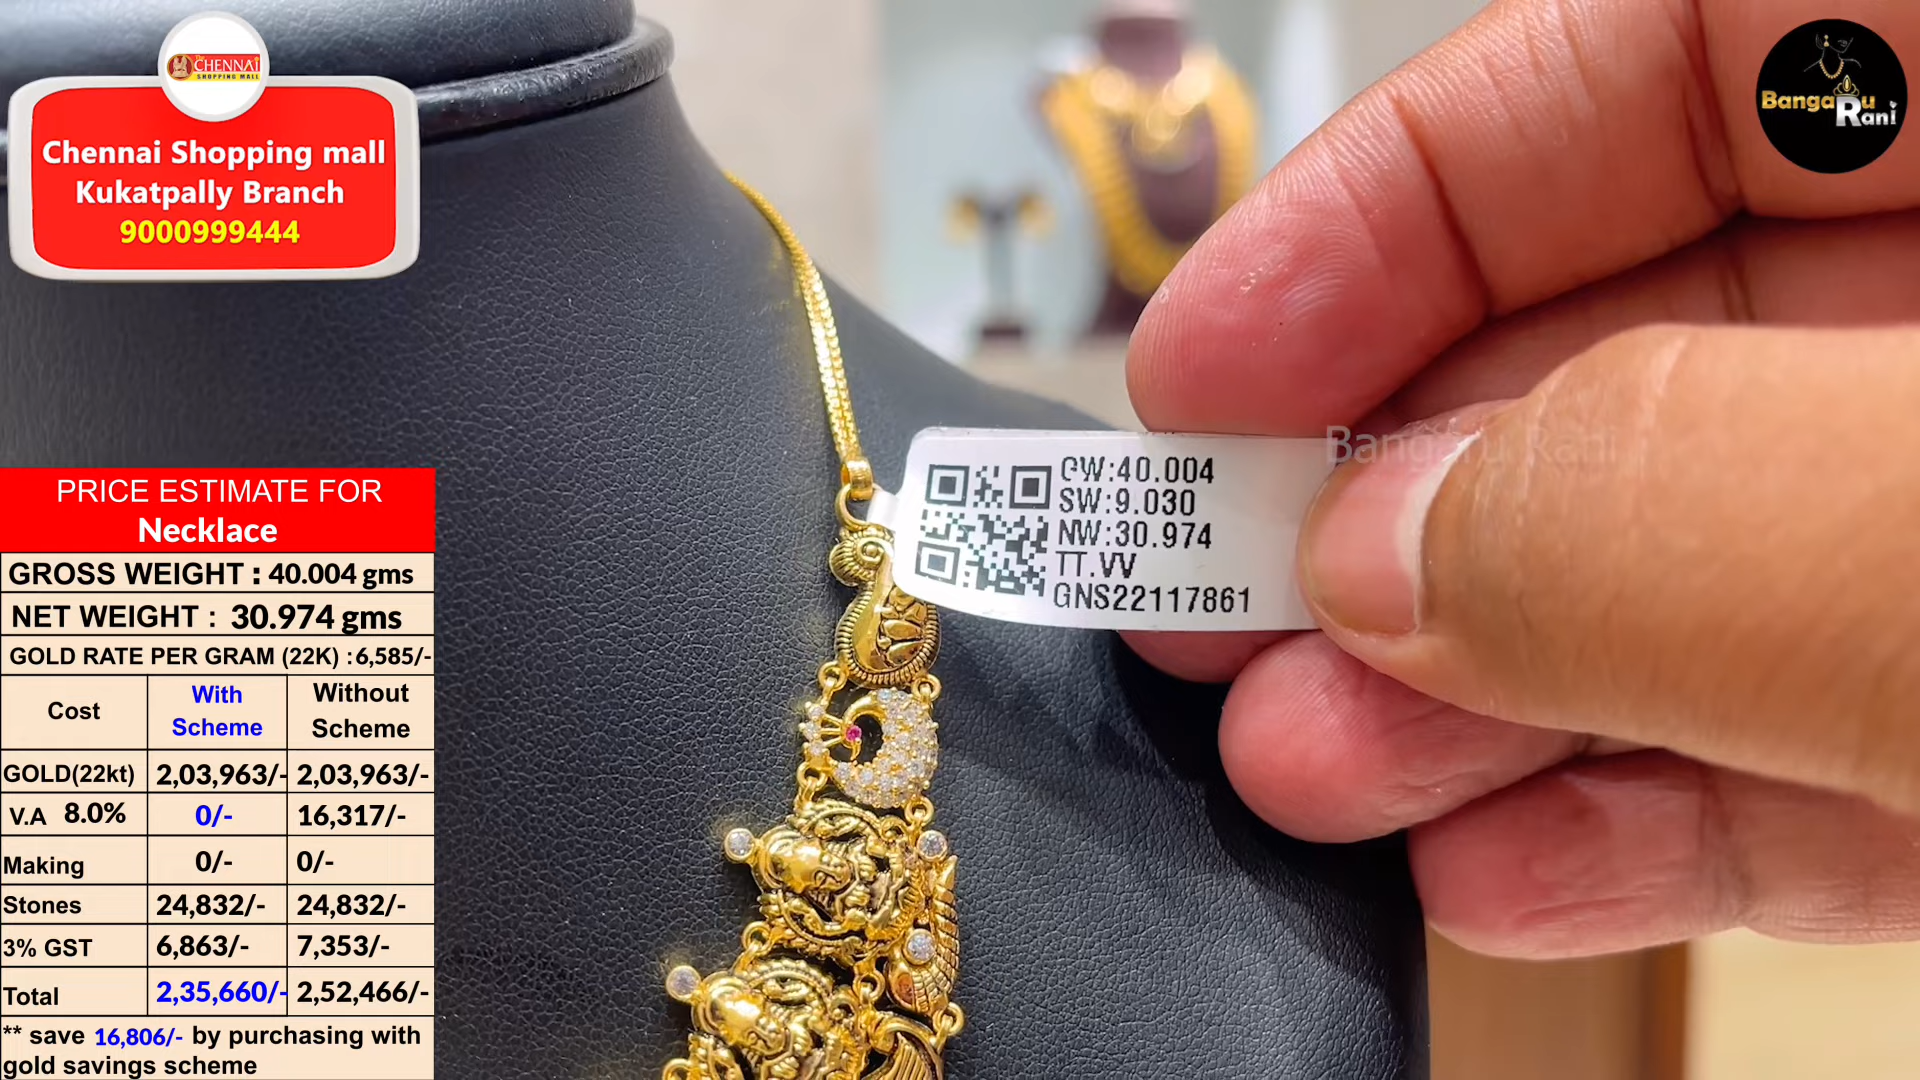 CHENNAI
SHOPPING MALL
Chennai Shopping mall
Kukatpally Branch
9000999444
Bangaru
Rani
Bangaru Rani
GW:40.004
SW:9.030
NW:30.974
TT.VV
GNS22117861
PRICE ESTIMATE FOR
Necklace
GROSS WEIGHT : 40.004 gms
NET WEIGHT : 30.974 gms
GOLD RATE PER GRAM (22K) :6,585/-
Cost With Scheme Without Scheme
GOLD(22kt) 2,03,963/- 2,03,963/-
V.A 8.0% 0/- 16,317/-
Making 0/- 0/-
Stones 24,832/- 24,832/-
3% GST 6,863/- 7,353/-
Total 2,35,660/- 2,52,466/-
** save 16,806/- by purchasing with
gold savings scheme